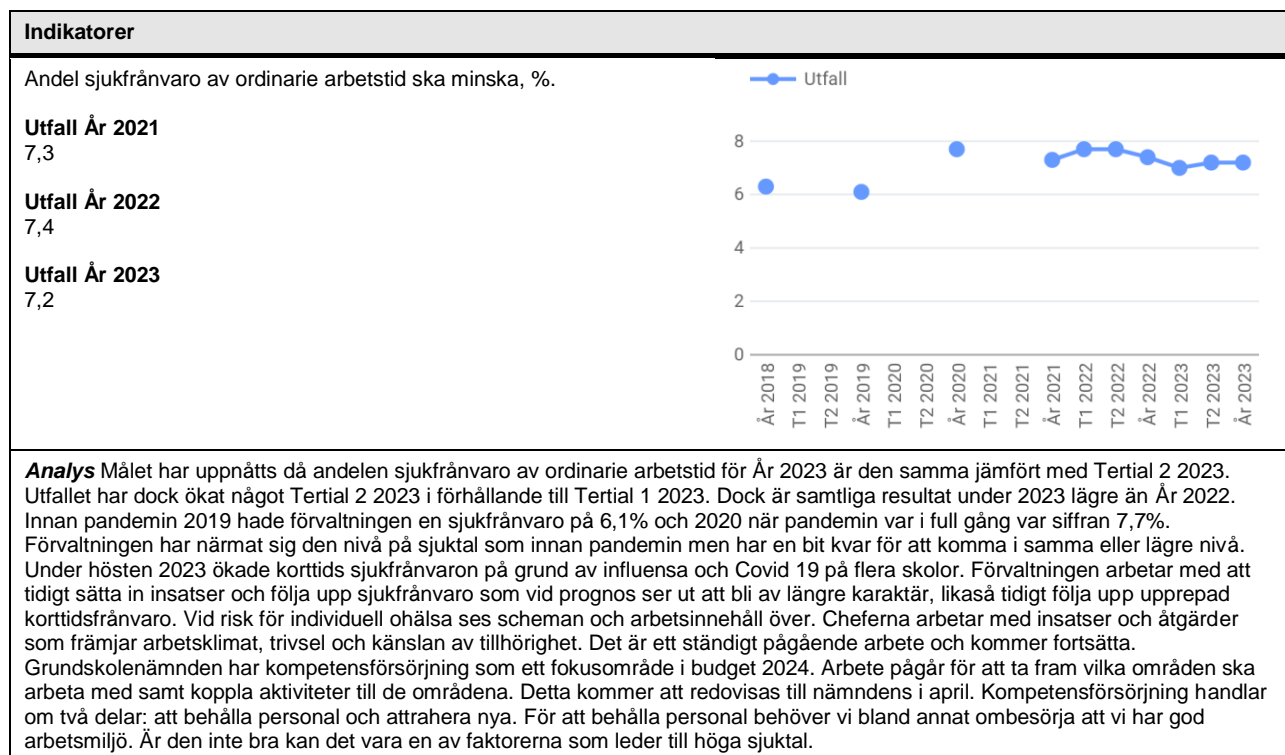 Indikatorer
Andel sjukfrånvaro av ordinarie arbetstid ska minska, %.
Utfall År 2021
7,3
Utfall År 2022
7,4
Utfall År 2023
7,2
Utfall
8
6
4
2
0
År 2018
T1 2019
T2 2019
År 2019
T1 2020
T2 2020
År 2020
T1 2021
T2 2021
År 2021
T1 2022
T2 2022
År 2022
T1 2023
T2 2023
År 2023
Analys Målet har uppnåtts då andelen sjukfrånvaro av ordinarie arbetstid för År 2023 är den samma jämfört med Tertial 2 2023.
Utfallet har dock ökat något Tertial 2 2023 i förhållande till Tertial 1 2023. Dock är samtliga resultat under 2023 lägre än År 2022.
Innan pandemin 2019 hade förvaltningen en sjukfrånvaro på 6,1% och 2020 när pandemin var i full gång var siffran 7,7%.
Förvaltningen har närmat sig den nivå på sjuktal som innan pandemin men har en bit kvar för att komma i samma eller lägre nivå.
Under hösten 2023 ökade korttids sjukfrånvaron på grund av influensa och Covid 19 på flera skolor. Förvaltningen arbetar med att
tidigt sätta in insatser och följa upp sjukfrånvaro som vid prognos ser ut att bli av längre karaktär, likaså tidigt följa upp upprepad
korttidsfrånvaro. Vid risk för individuell ohälsa ses scheman och arbetsinnehåll över. Cheferna arbetar med insatser och åtgärder
som främjar arbetsklimat, trivsel och känslan av tillhörighet. Det är ett ständigt pågående arbete och kommer fortsätta.
Grundskolenämnden har kompetensförsörjning som ett fokusområde i budget 2024. Arbete pågår för att ta fram vilka områden ska
arbeta med samt koppla aktiviteter till de områdena. Detta kommer att redovisas till nämndens i april. Kompetensförsörjning handlar
om två delar: att behålla personal och attrahera nya. För att behålla personal behöver vi bland annat ombesörja att vi har god
arbetsmiljö. Är den inte bra kan det vara en av faktorerna som leder till höga sjuktal.